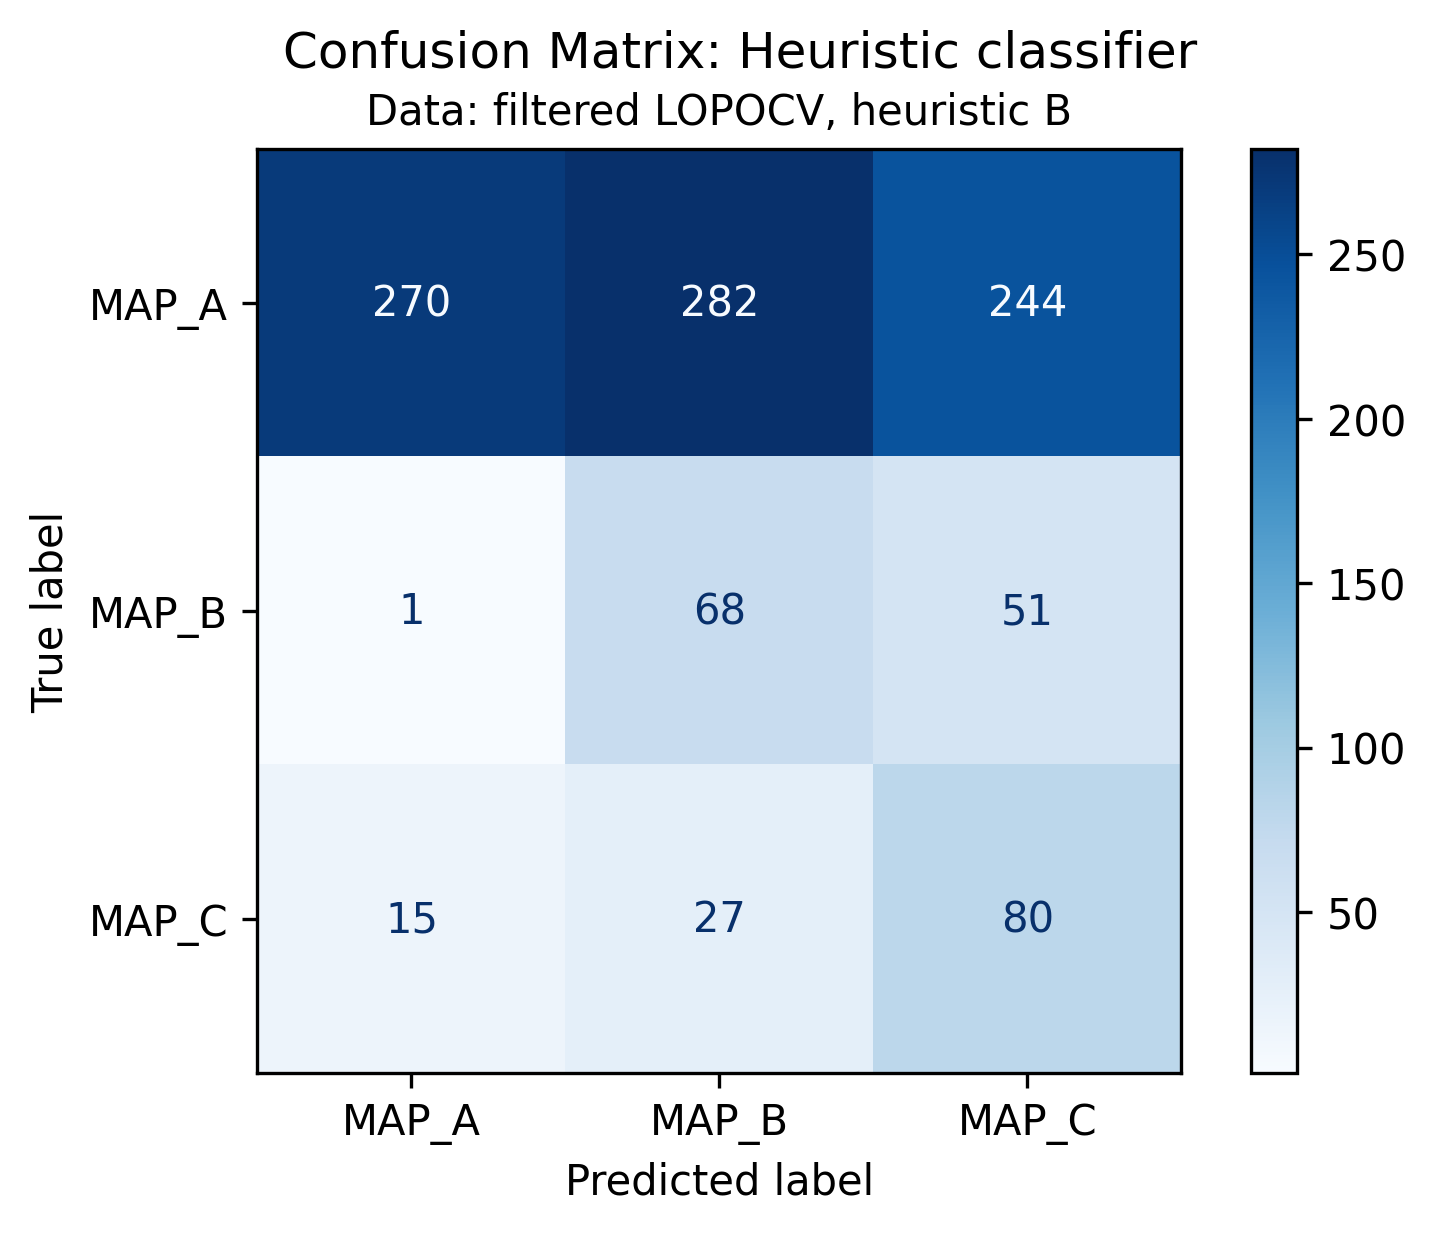 Confusion Matrix: Heuristic classifier
Data: filtered LOPOCV, heuristic B
MAP_A 270 282 244
MAP_B 1 68 51
MAP_C 15 27 80
MAP_A MAP_B MAP_C
Predicted label
True label
250
200
150
100
50